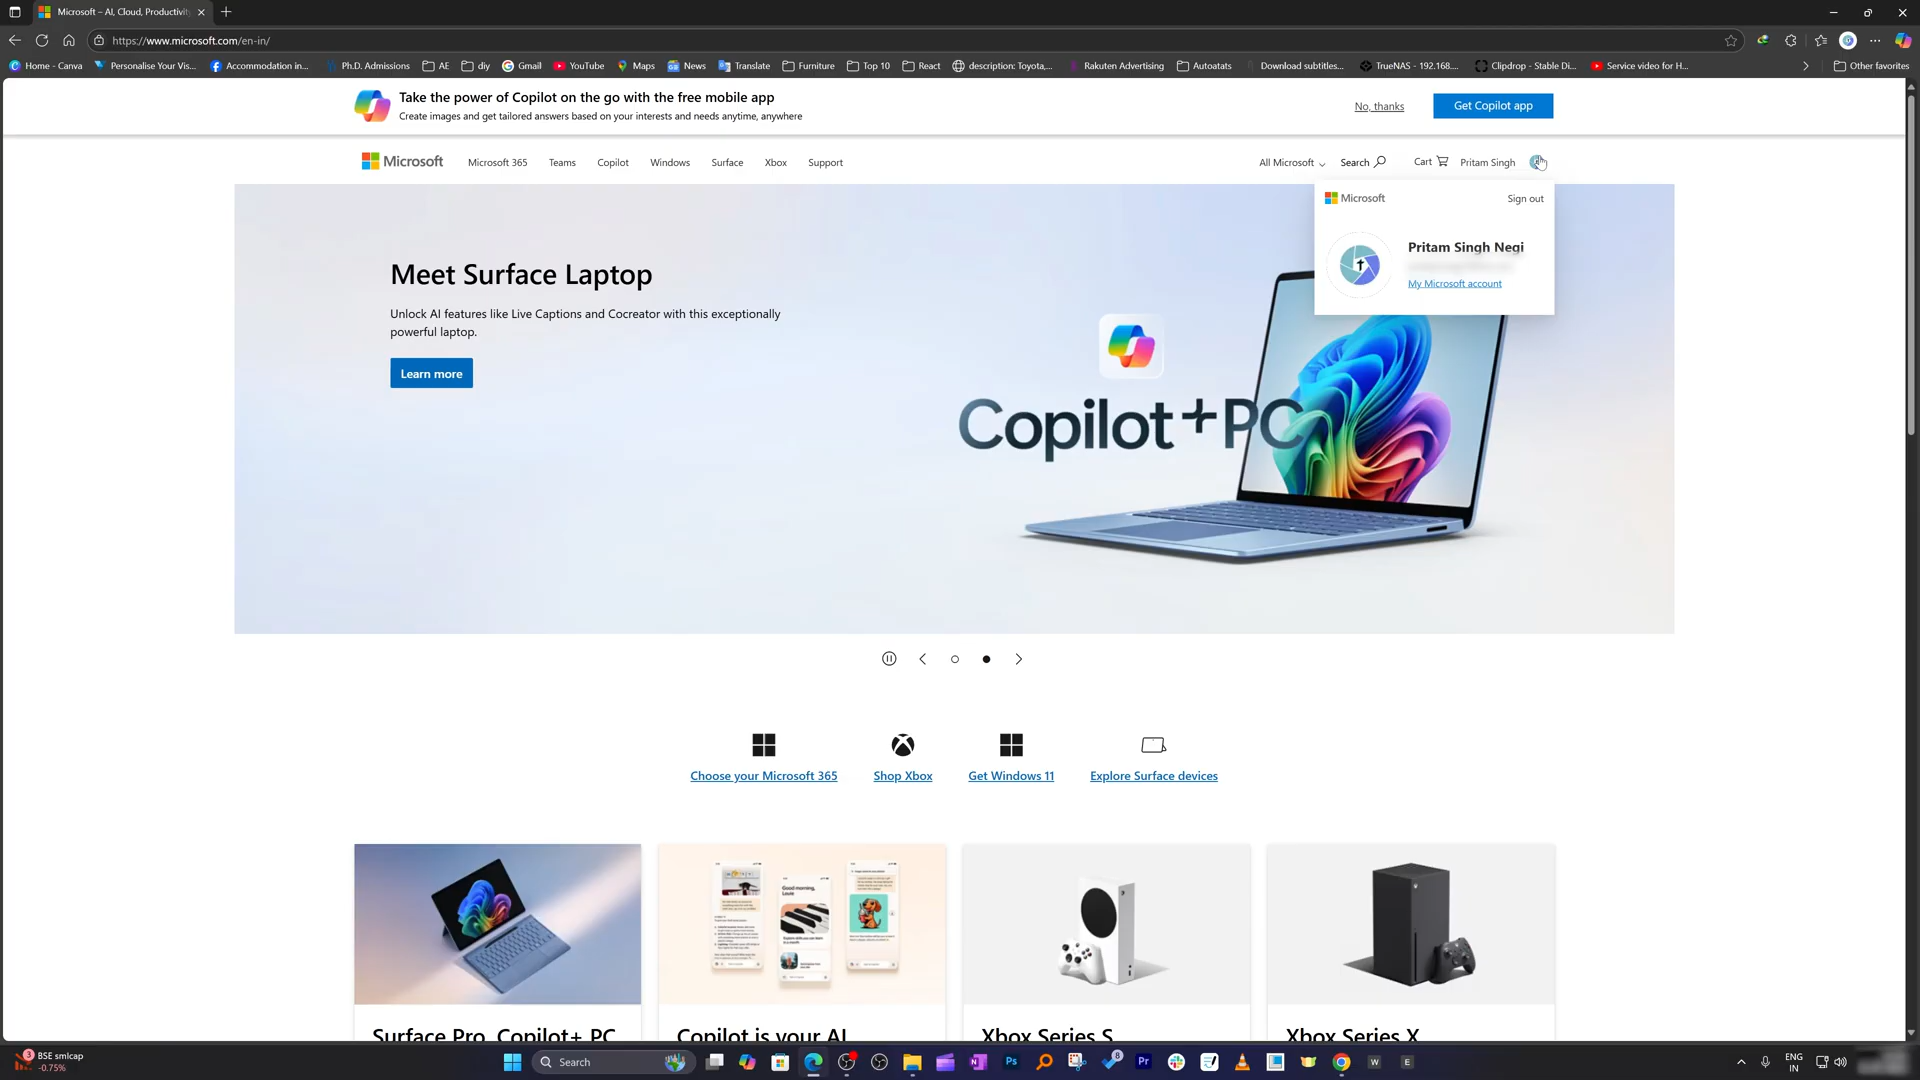 Microsoft – AI, Cloud, Productivity
https://www.microsoft.com/en-in/
Home - Canva
Personalise Your Vis...
Accommodation in...
Ph.D. Admissions
AE
diy
Gmail
YouTube
Maps
News
Translate
Furniture
Top 10
React
description: Toyota,...
Rakuten Advertising
Autoatats
Download subtitles...
TrueNAS - 192.168....
Clipdrop - Stable Di...
Service video for H...
Other favorites
Take the power of Copilot on the go with the free mobile app
Create images and get tailored answers based on your interests and needs anytime, anywhere
No, thanks
Get Copilot app
Microsoft
Microsoft 365
Teams
Copilot
Windows
Surface
Xbox
Support
All Microsoft
Search
Cart
Pritam Singh
Microsoft
Sign out
Pritam Singh Negi
My Microsoft account
Meet Surface Laptop
Unlock AI features like Live Captions and Cocreator with this exceptionally
powerful laptop.
Learn more
Copilot+PC
Choose your Microsoft 365
Shop Xbox
Get Windows 11
Explore Surface devices
Good morning,
Louie
Surface Pro, Copilot+ PC
Copilot is your AI
Xbox Series S
Xbox Series X
3
BSE smlcap
-0.75%
Search
Ps
8
Pr
W
E
ENG
IN